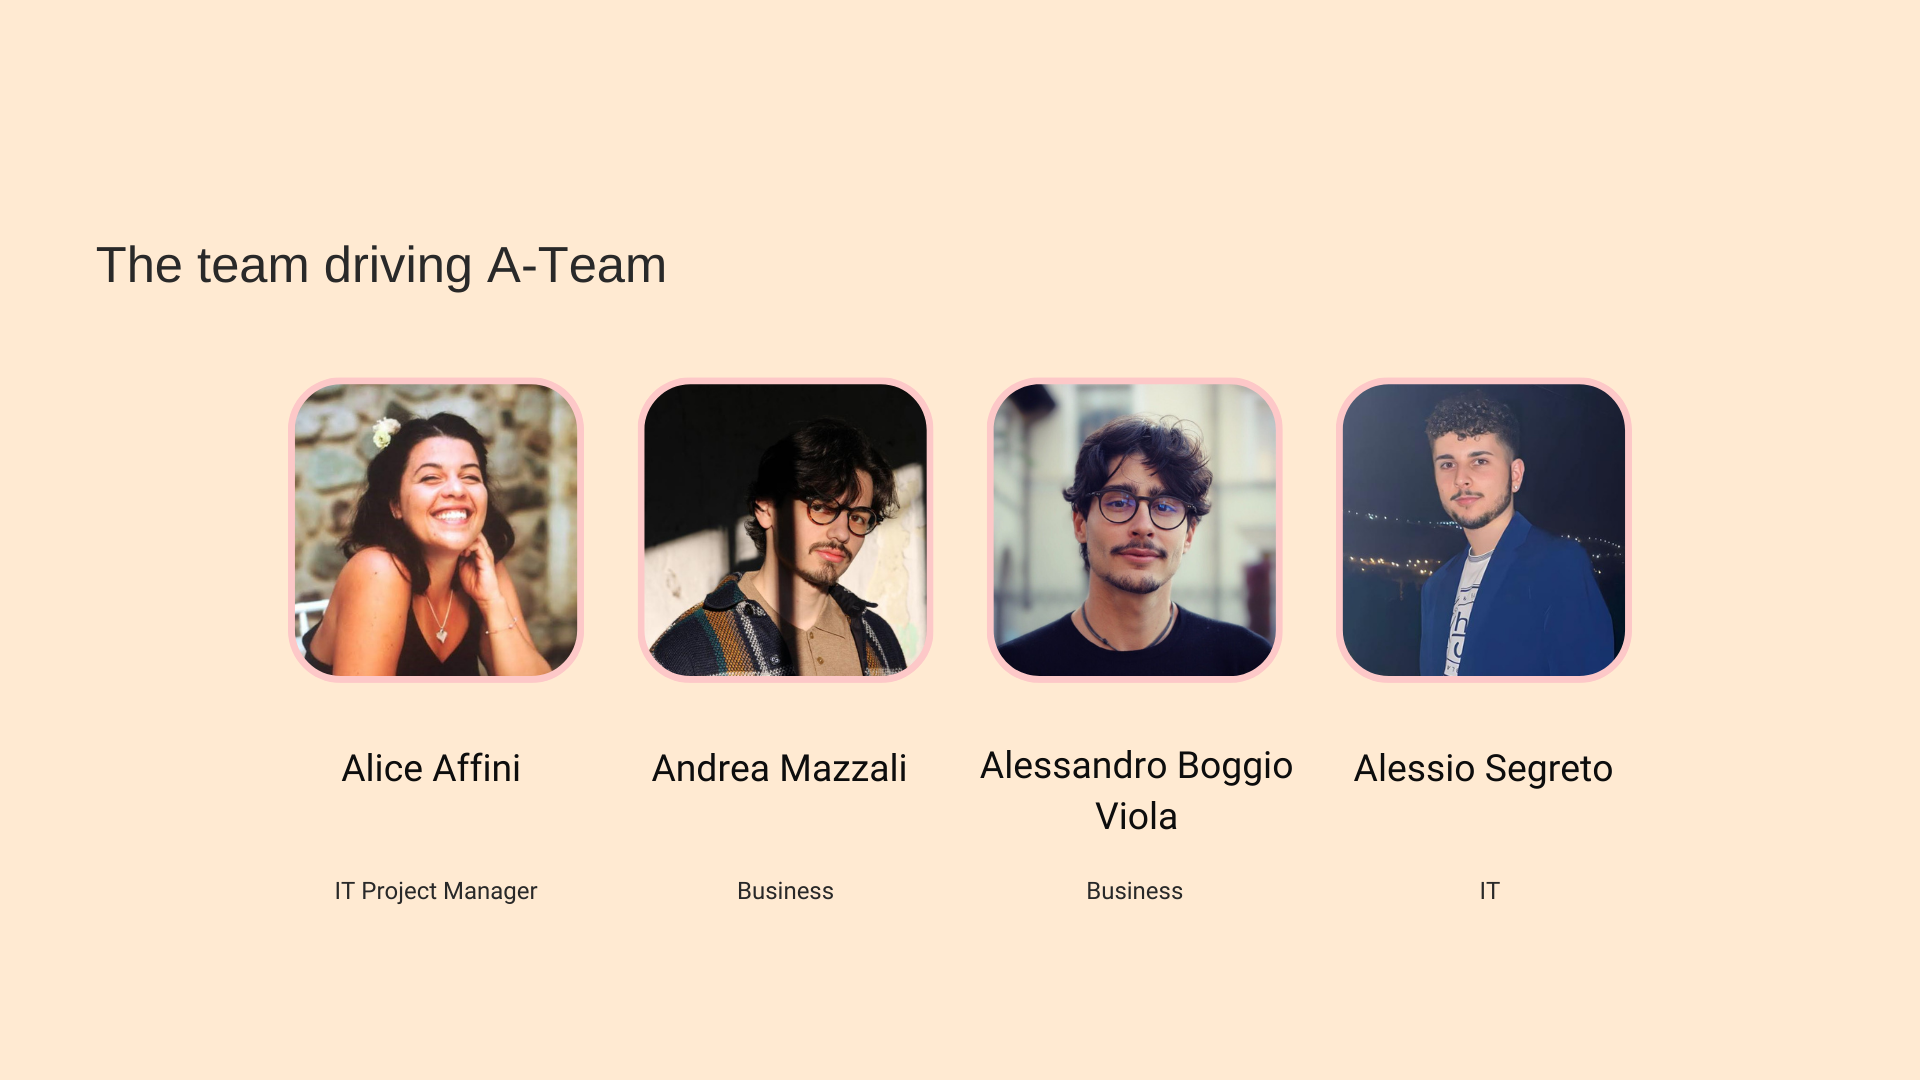 The team driving A-Team
Alice Affini
Andrea Mazzali
Alessandro Boggio
Viola
Alessio Segreto
IT Project Manager
Business
Business
IT